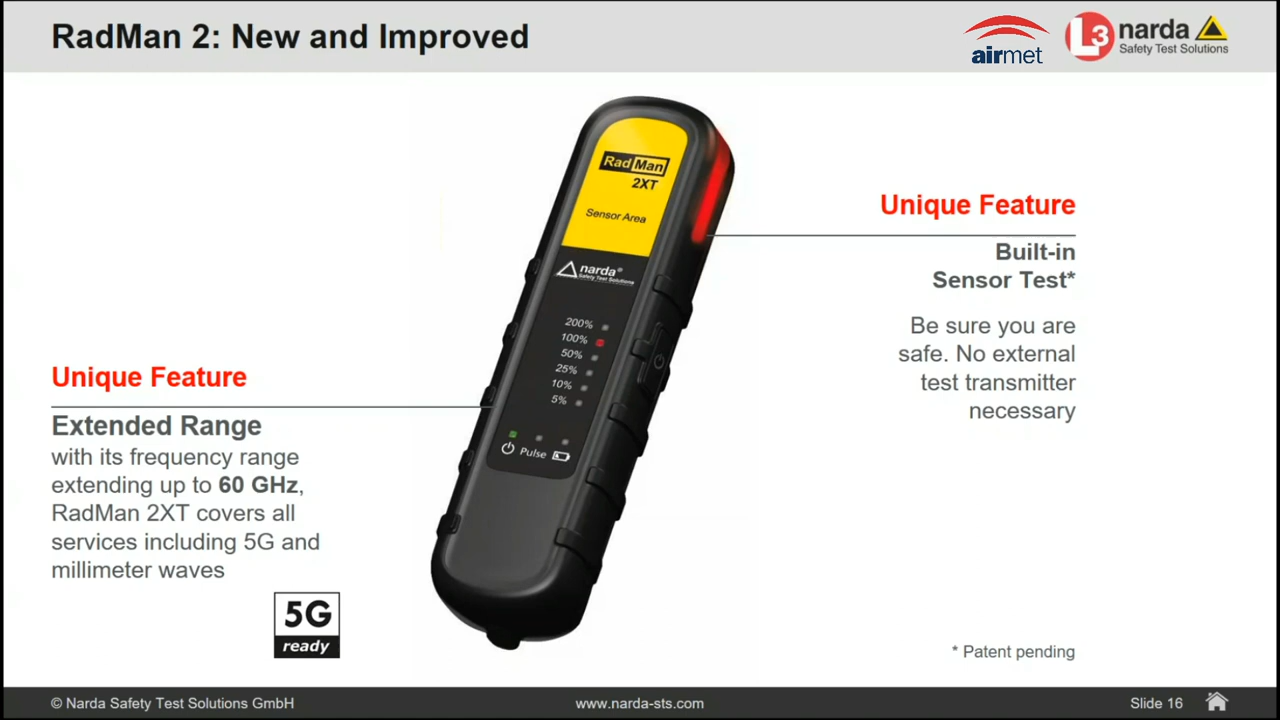 RadMan 2: New and Improved
airmet
L3 narda
Safety Test Solutions
RadMan
2XT
Sensor Area
narda®
Safety Test Solutions
200%
100%
50%
25%
10%
5%
Pulse
Unique Feature
Built-in
Sensor Test*
Be sure you are
safe. No external
test transmitter
necessary
Unique Feature
Extended Range
with its frequency range
extending up to 60 GHz,
RadMan 2XT covers all
services including 5G and
millimeter waves
5G
ready
* Patent pending
© Narda Safety Test Solutions GmbH
www.narda-sts.com
Slide 16